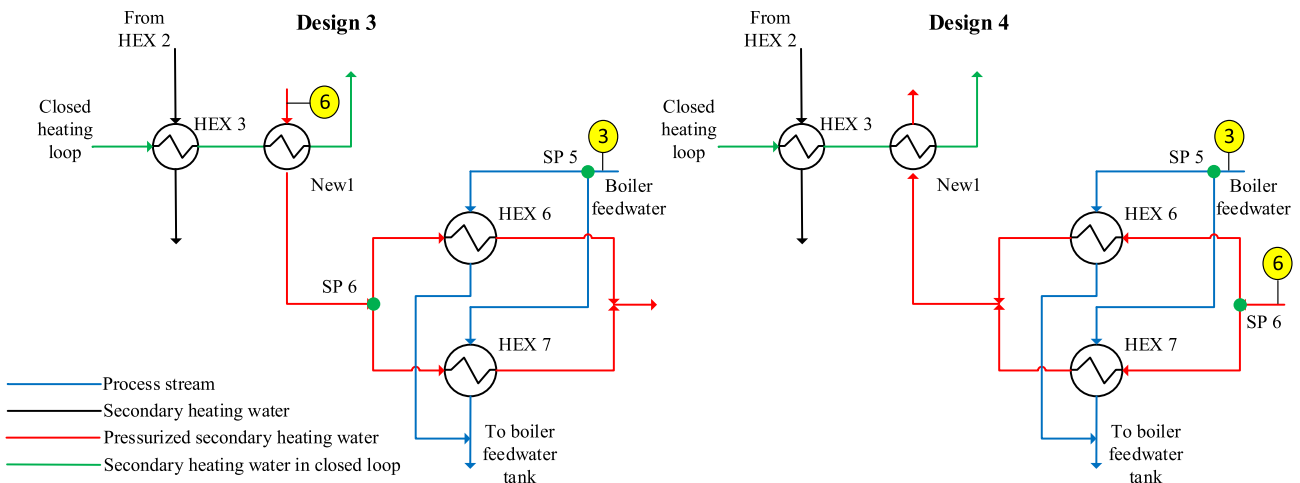 Design 3
From
HEX 2
Closed
heating
loop
HEX 3
6
New1
3
SP 5
Boiler
feedwater
HEX 6
SP 6
HEX 7
To boiler
feedwater
tank
Process stream
Secondary heating water
Pressurized secondary heating water
Secondary heating water in closed loop
Design 4
From
HEX 2
Closed
heating
loop
HEX 3
New1
3
SP 5
Boiler
feedwater
HEX 6
6
SP 6
HEX 7
To boiler
feedwater
tank